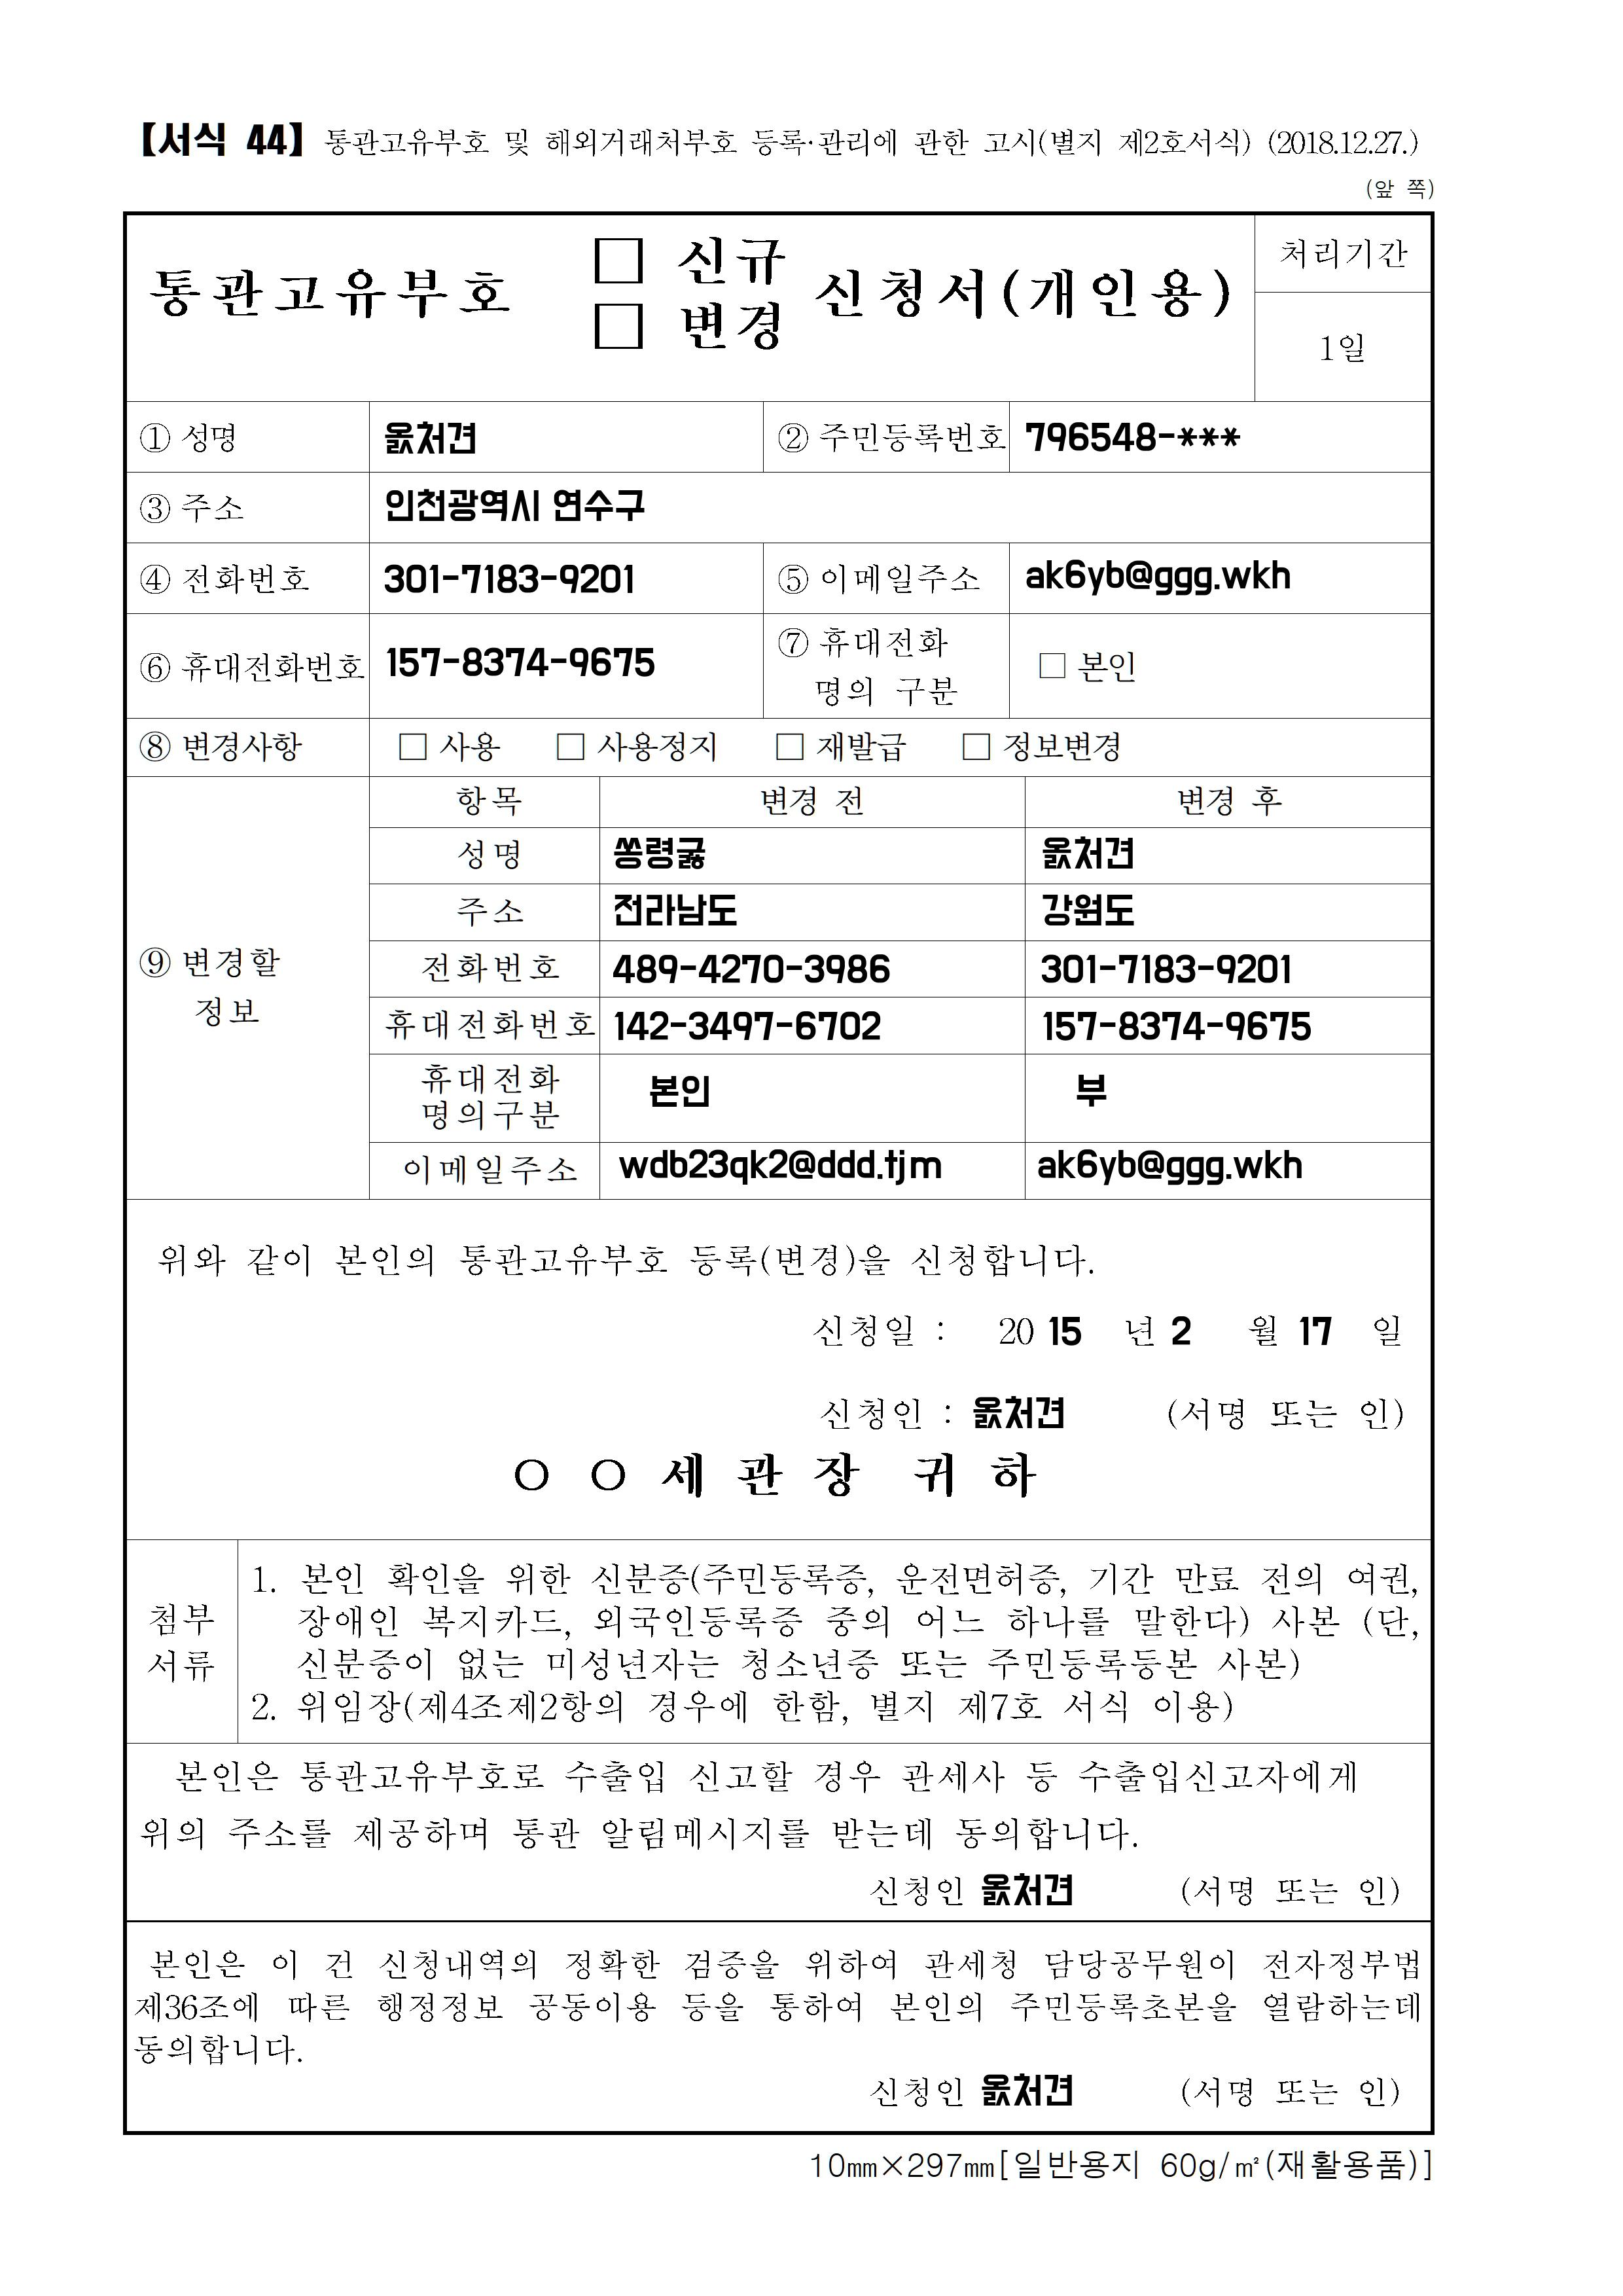 【서식 44】 통관고유부호 및 해외거래처부호 등록·관리에 관한 고시(별지 제2호서식) (2018.12.27.)
(앞 쪽)
통관고유부호 □ 신규 □ 변경 신청서(개인용)
처리기간
1일
① 성명 옰처견 ② 주민등록번호 796548-***
③ 주소 인천광역시 연수구
④ 전화번호 301-7183-9201 ⑤ 이메일주소 ak6yb@ggg.wkh
⑥ 휴대전화번호 157-8374-9675 ⑦ 휴대전화 명의 구분 □ 본인
⑧ 변경사항 □ 사용 □ 사용정지 □ 재발급 □ 정보변경
⑨ 변경할 정보
항목 변경 전 변경 후
성명 쏭령굻 옰처견
주소 전라남도 강원도
전화번호 489-4270-3986 301-7183-9201
휴대전화번호 142-3497-6702 157-8374-9675
휴대전화 명의구분 본인 부
이메일주소 wdb23qk2@ddd.tjm ak6yb@ggg.wkh
위와 같이 본인의 통관고유부호 등록(변경)을 신청합니다.
신청일 : 20 15 년 2 월 17 일
신청인 : 옰처견 (서명 또는 인)
○ ○ 세 관 장 귀 하
첨부 서류
1. 본인 확인을 위한 신분증(주민등록증, 운전면허증, 기간 만료 전의 여권,
장애인 복지카드, 외국인등록증 중의 어느 하나를 말한다) 사본 (단,
신분증이 없는 미성년자는 청소년증 또는 주민등록등본 사본)
2. 위임장(제4조제2항의 경우에 한함, 별지 제7호 서식 이용)
본인은 통관고유부호로 수출입 신고할 경우 관세사 등 수출입신고자에게
위의 주소를 제공하며 통관 알림메시지를 받는데 동의합니다.
신청인 옰처견 (서명 또는 인)
본인은 이 건 신청내역의 정확한 검증을 위하여 관세청 담당공무원이 전자정부법
제36조에 따른 행정정보 공동이용 등을 통하여 본인의 주민등록초본을 열람하는데
동의합니다.
신청인 옰처견 (서명 또는 인)
10㎜×297㎜[일반용지 60g/㎡(재활용품)]